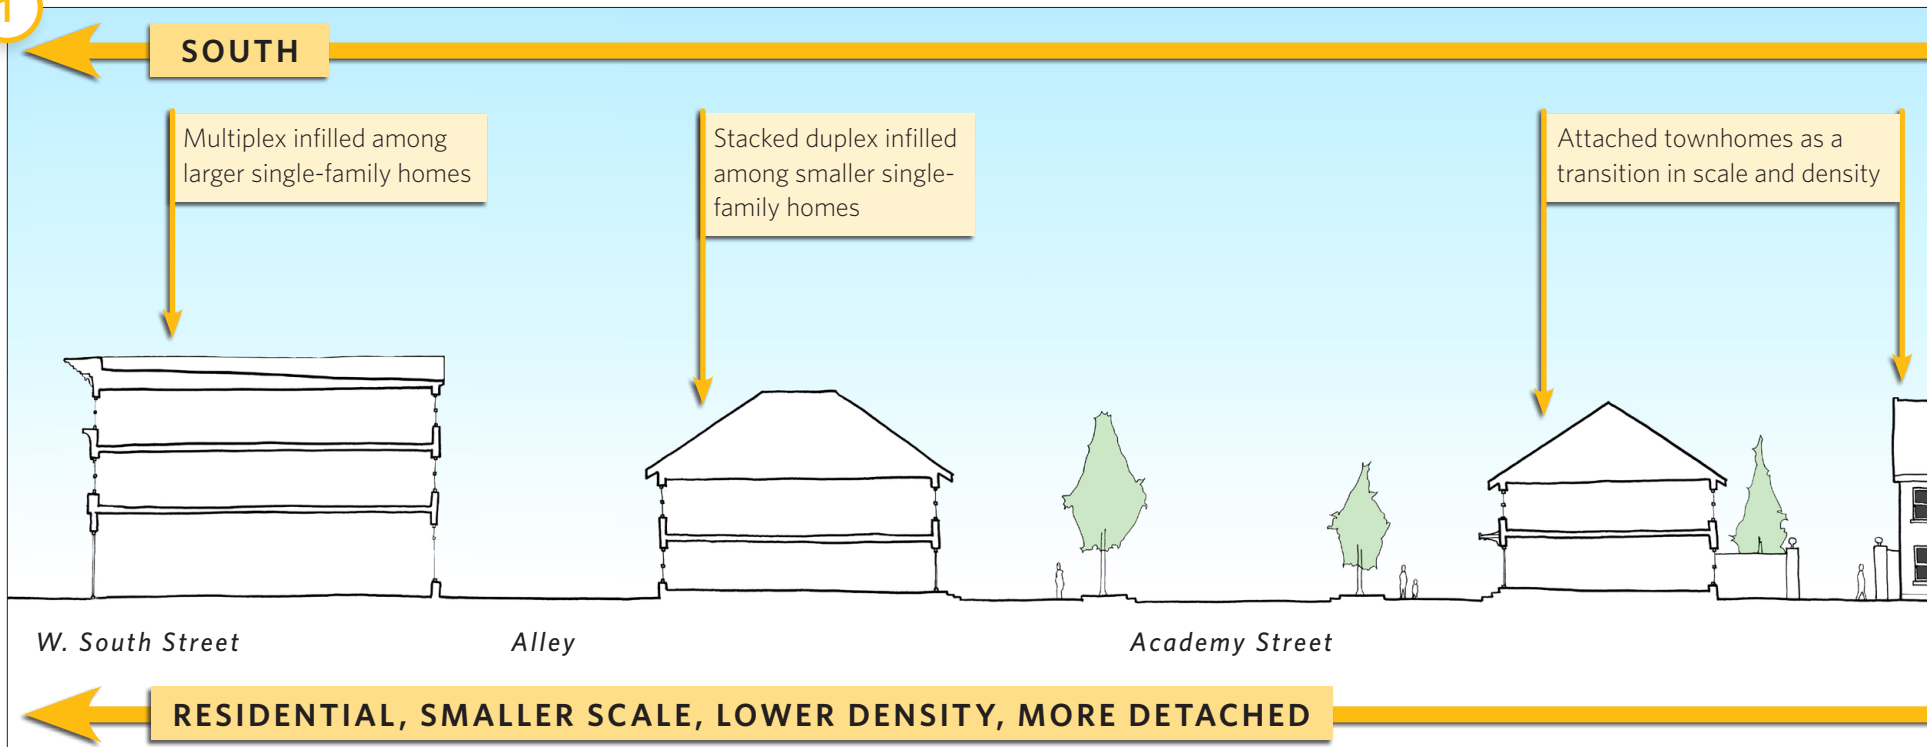 1
SOUTH
Multiplex infilled among
larger single-family homes
Stacked duplex infilled
among smaller single-
family homes
Attached townhomes as a
transition in scale and density
W. South Street
Alley
Academy Street
RESIDENTIAL, SMALLER SCALE, LOWER DENSITY, MORE DETACHED